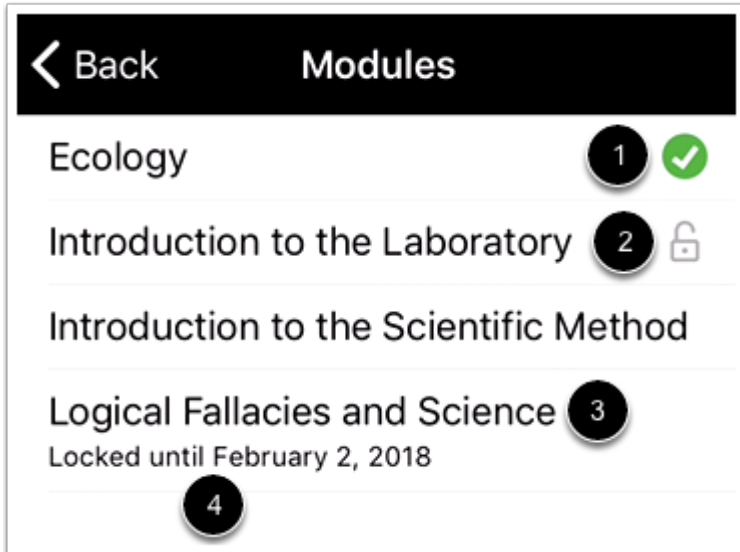 Back Modules
Ecology 1
Introduction to the Laboratory 2
Introduction to the Scientific Method
Logical Fallacies and Science 3
Locked until February 2, 2018
4